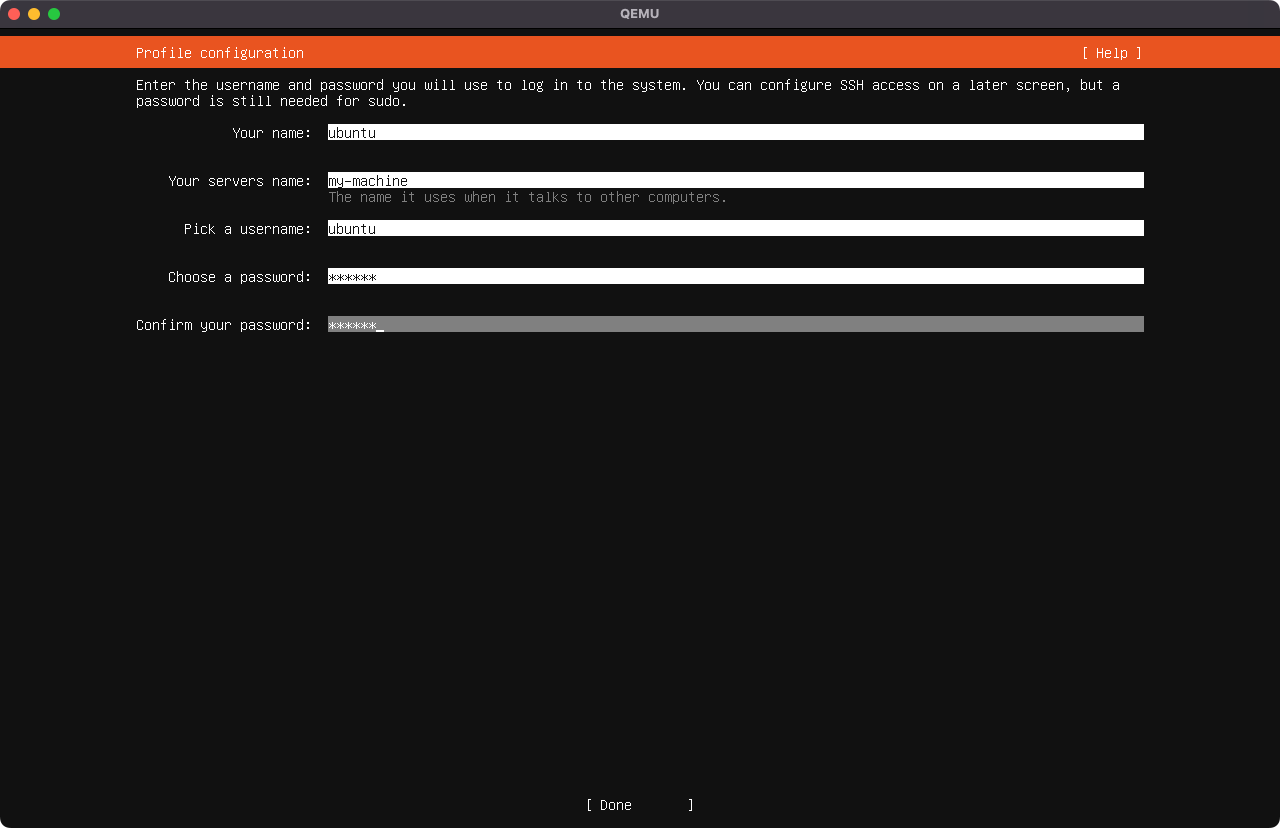 QEMU
Profile configuration [ Help ]
Enter the username and password you will use to log in to the system. You can configure SSH access on a later screen, but a
password is still needed for sudo.
Your name: ubuntu
Your servers name: my-machine
The name it uses when it talks to other computers.
Pick a username: ubuntu
Choose a password: ******
Confirm your password: ******_
[ Done ]